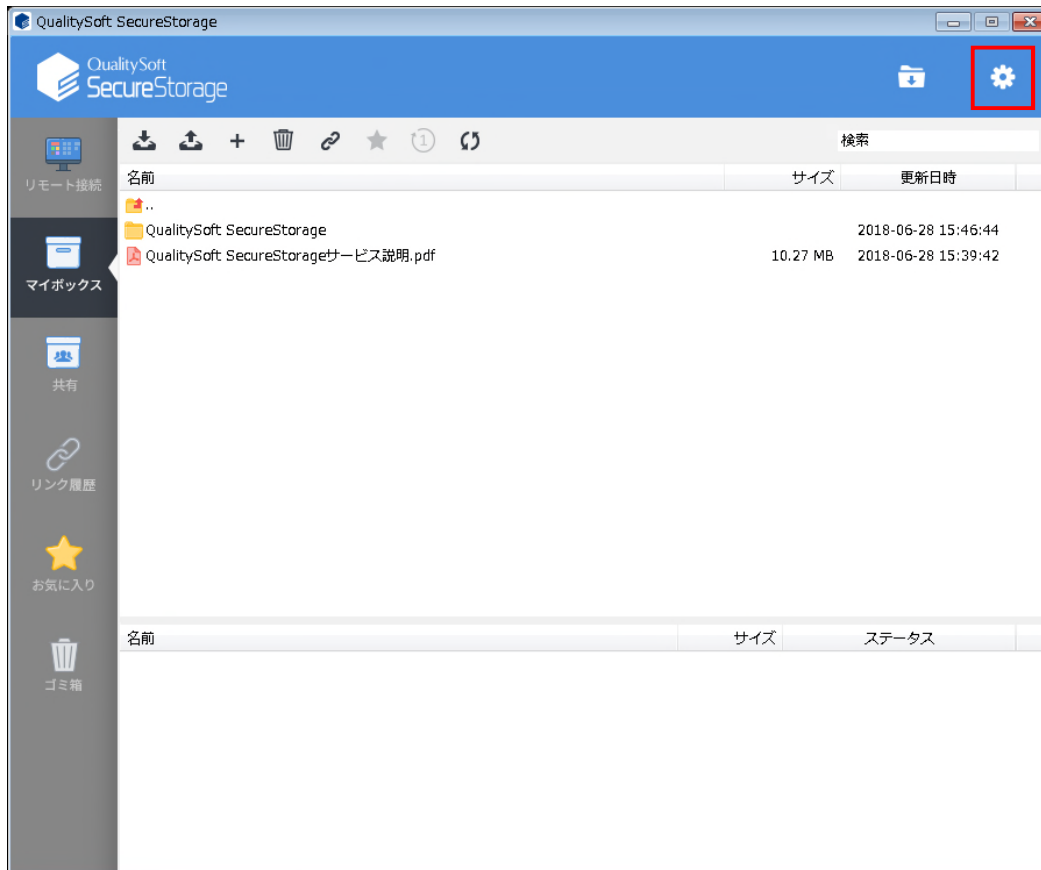 QualitySoft SecureStorage
QualitySoft
SecureStorage
検索
リモート接続
マイボックス
共有
リンク履歴
お気に入り
ゴミ箱
名前 サイズ 更新日時
..
QualitySoft SecureStorage 2018-06-28 15:46:44
QualitySoft SecureStorageサービス説明.pdf 10.27 MB 2018-06-28 15:39:42
名前 サイズ ステータス